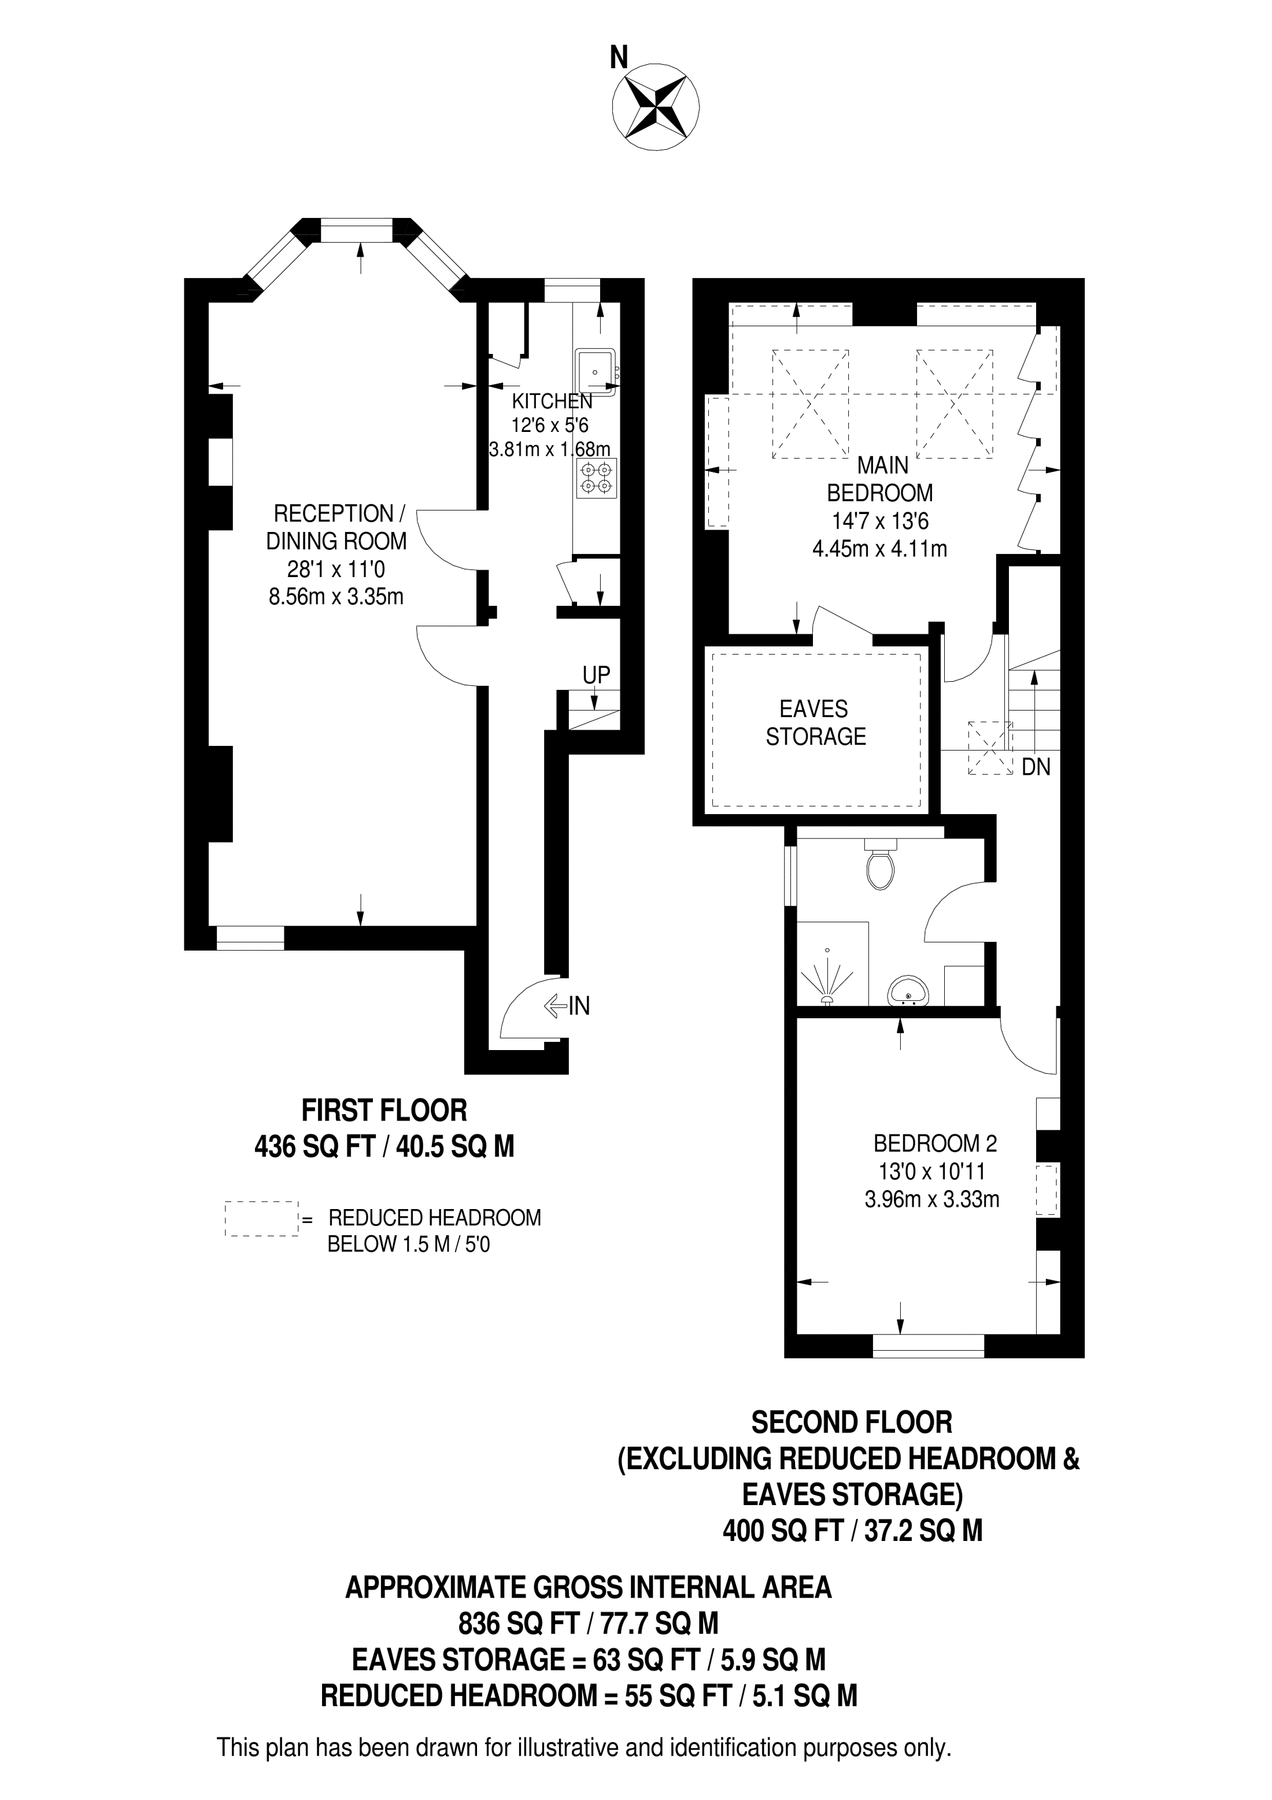 N
KITCHEN
12'6 x 5'6
3.81m x 1.68m
RECEPTION /
DINING ROOM
28'1 x 11'0
8.56m x 3.35m
UP
IN
MAIN
BEDROOM
14'7 x 13'6
4.45m x 4.11m
EAVES
STORAGE
DN
BEDROOM 2
13'0 x 10'11
3.96m x 3.33m
FIRST FLOOR
436 SQ FT / 40.5 SQ M
= REDUCED HEADROOM
BELOW 1.5 M / 5'0
SECOND FLOOR
(EXCLUDING REDUCED HEADROOM &
EAVES STORAGE)
400 SQ FT / 37.2 SQ M
APPROXIMATE GROSS INTERNAL AREA
836 SQ FT / 77.7 SQ M
EAVES STORAGE = 63 SQ FT / 5.9 SQ M
REDUCED HEADROOM = 55 SQ FT / 5.1 SQ M
This plan has been drawn for illustrative and identification purposes only.